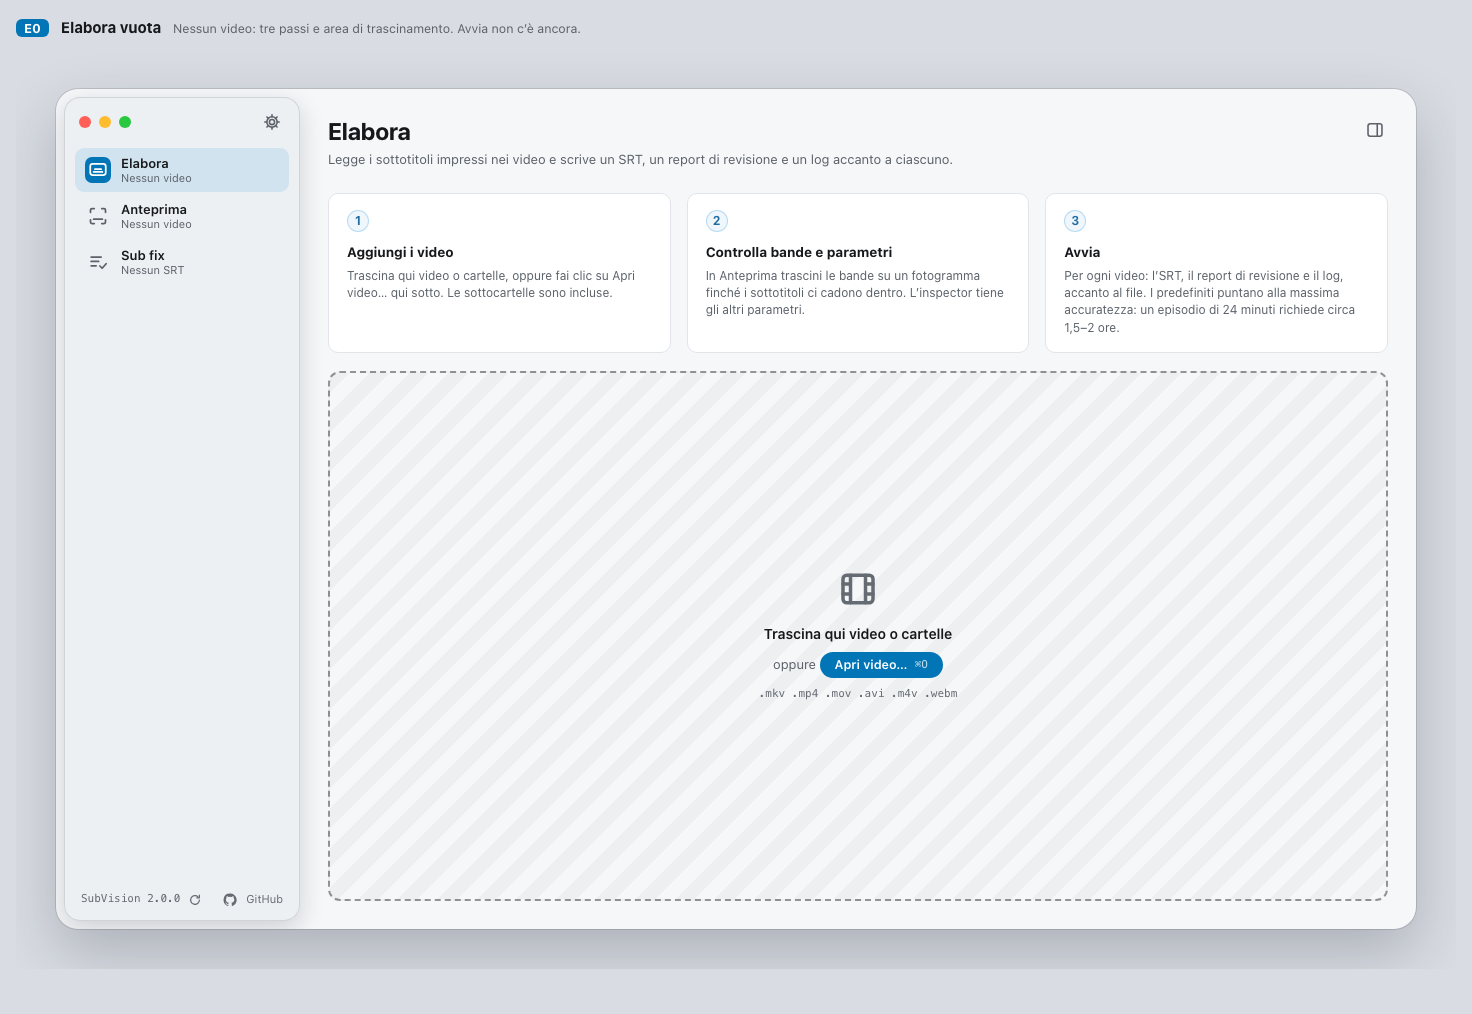 E0 Elabora vuota Nessun video: tre passi e area di trascinamento. Avvia non c'è ancora.
Elabora
Nessun video
Anteprima
Nessun video
Sub fix
Nessun SRT
SubVision 2.0.0
GitHub
Elabora
Legge i sottotitoli impressi nei video e scrive un SRT, un report di revisione e un log accanto a ciascuno.
1
Aggiungi i video
Trascina qui video o cartelle, oppure fai clic su Apri
video… qui sotto. Le sottocartelle sono incluse.
2
Controlla bande e parametri
In Anteprima trascini le bande su un fotogramma
finché i sottotitoli ci cadono dentro. L'inspector tiene
gli altri parametri.
3
Avvia
Per ogni video: l'SRT, il report di revisione e il log,
accanto al file. I predefiniti puntano alla massima
accuratezza: un episodio di 24 minuti richiede circa
1,5–2 ore.
Trascina qui video o cartelle
oppure Apri video… ⌘O
.mkv .mp4 .mov .avi .m4v .webm